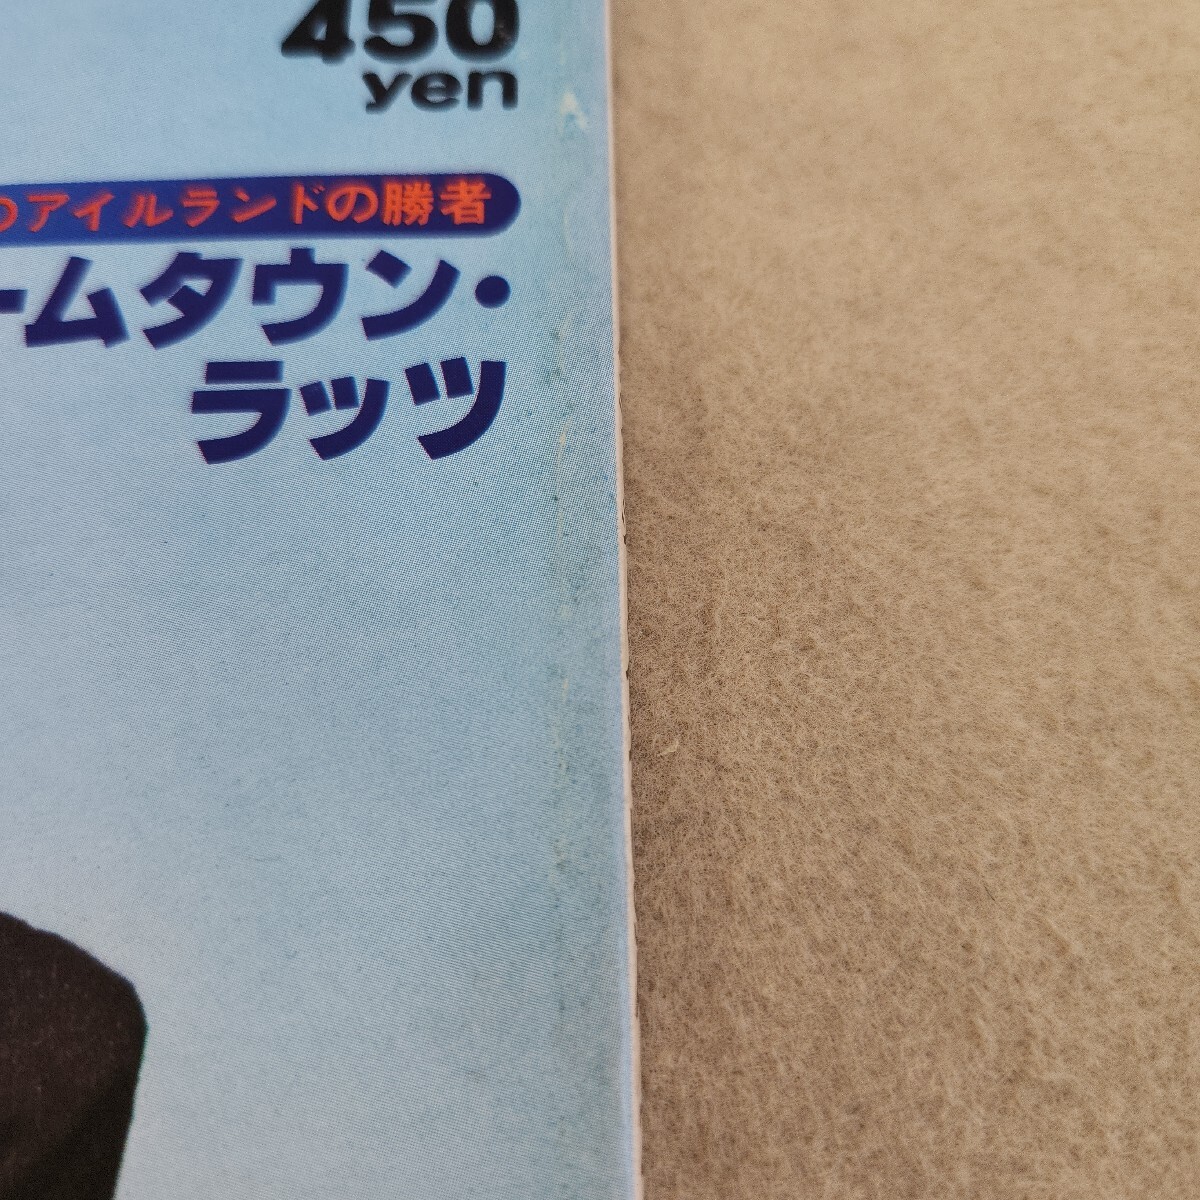 450
yen
のアイルランドの勝者
ームタウン・
ラッツ